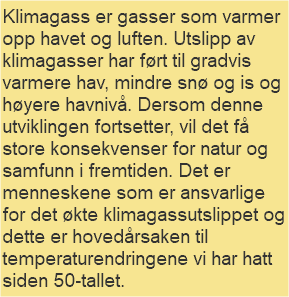 Klimagass er gasser som varmer
opp havet og luften. Utslipp av
klimagasser har ført til gradvis
varmere hav, mindre snø og is og
høyere havnivå. Dersom denne
utviklingen fortsetter, vil det få
store konsekvenser for natur og
samfunn i fremtiden. Det er
menneskene som er ansvarlige
for det økte klimagassutslippet og
dette er hovedårsaken til
temperaturendringene vi har hatt
siden 50-tallet.